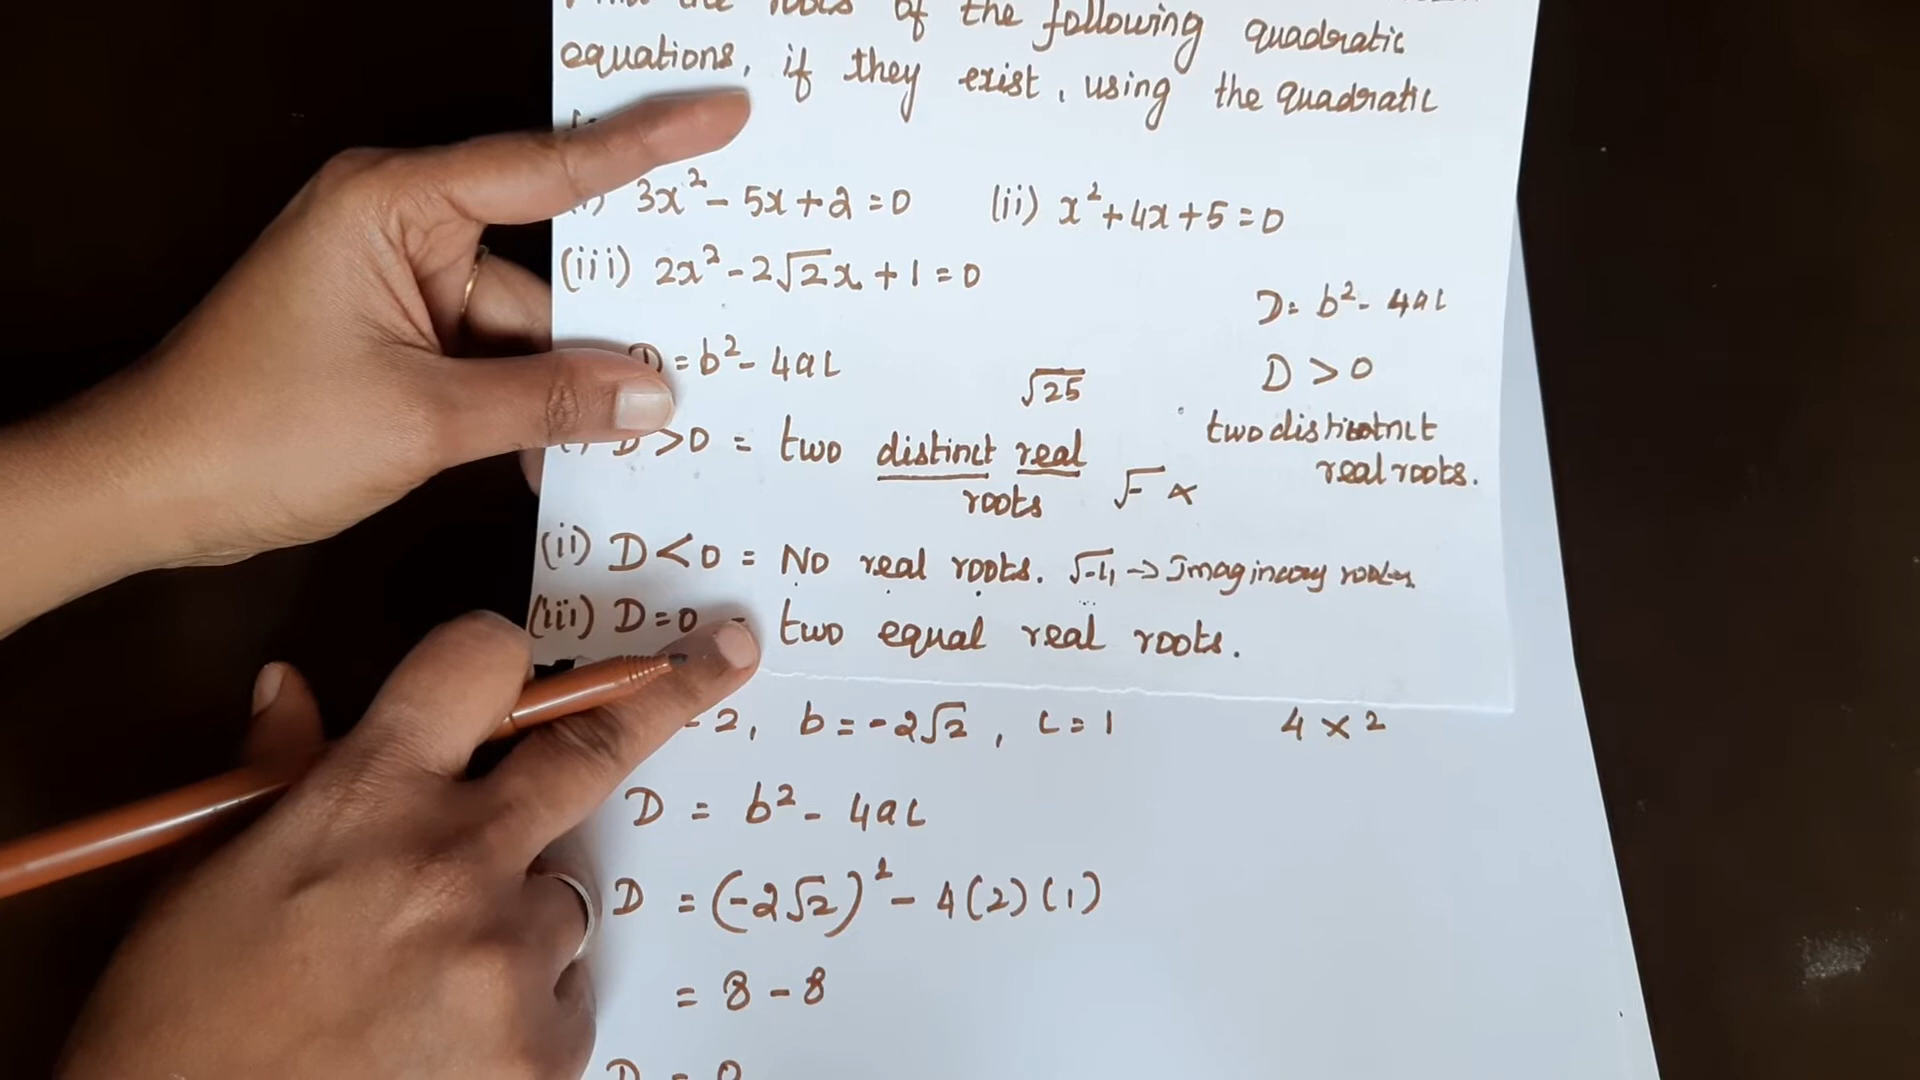 the roots of the following quadratic
equations, if they exist, using the quadratic
3x² - 5x + 2 = 0 (ii) x² + 4x + 5 = 0
(iii) 2x² - 2√2x + 1 = 0
D = b² - 4ac
D > 0
two distinct
real roots.
D = b² - 4ac
√25
D > 0 = two distinct real
roots
√- ×
(ii) D < 0 = No real roots. √-4 → Imaginary roots
(iii) D = 0 - two equal real roots.
= 2, b = -2√2, c = 1 4 × 2
D = b² - 4ac
D = (-2√2)² - 4(2)(1)
= 8 - 8
D = 0